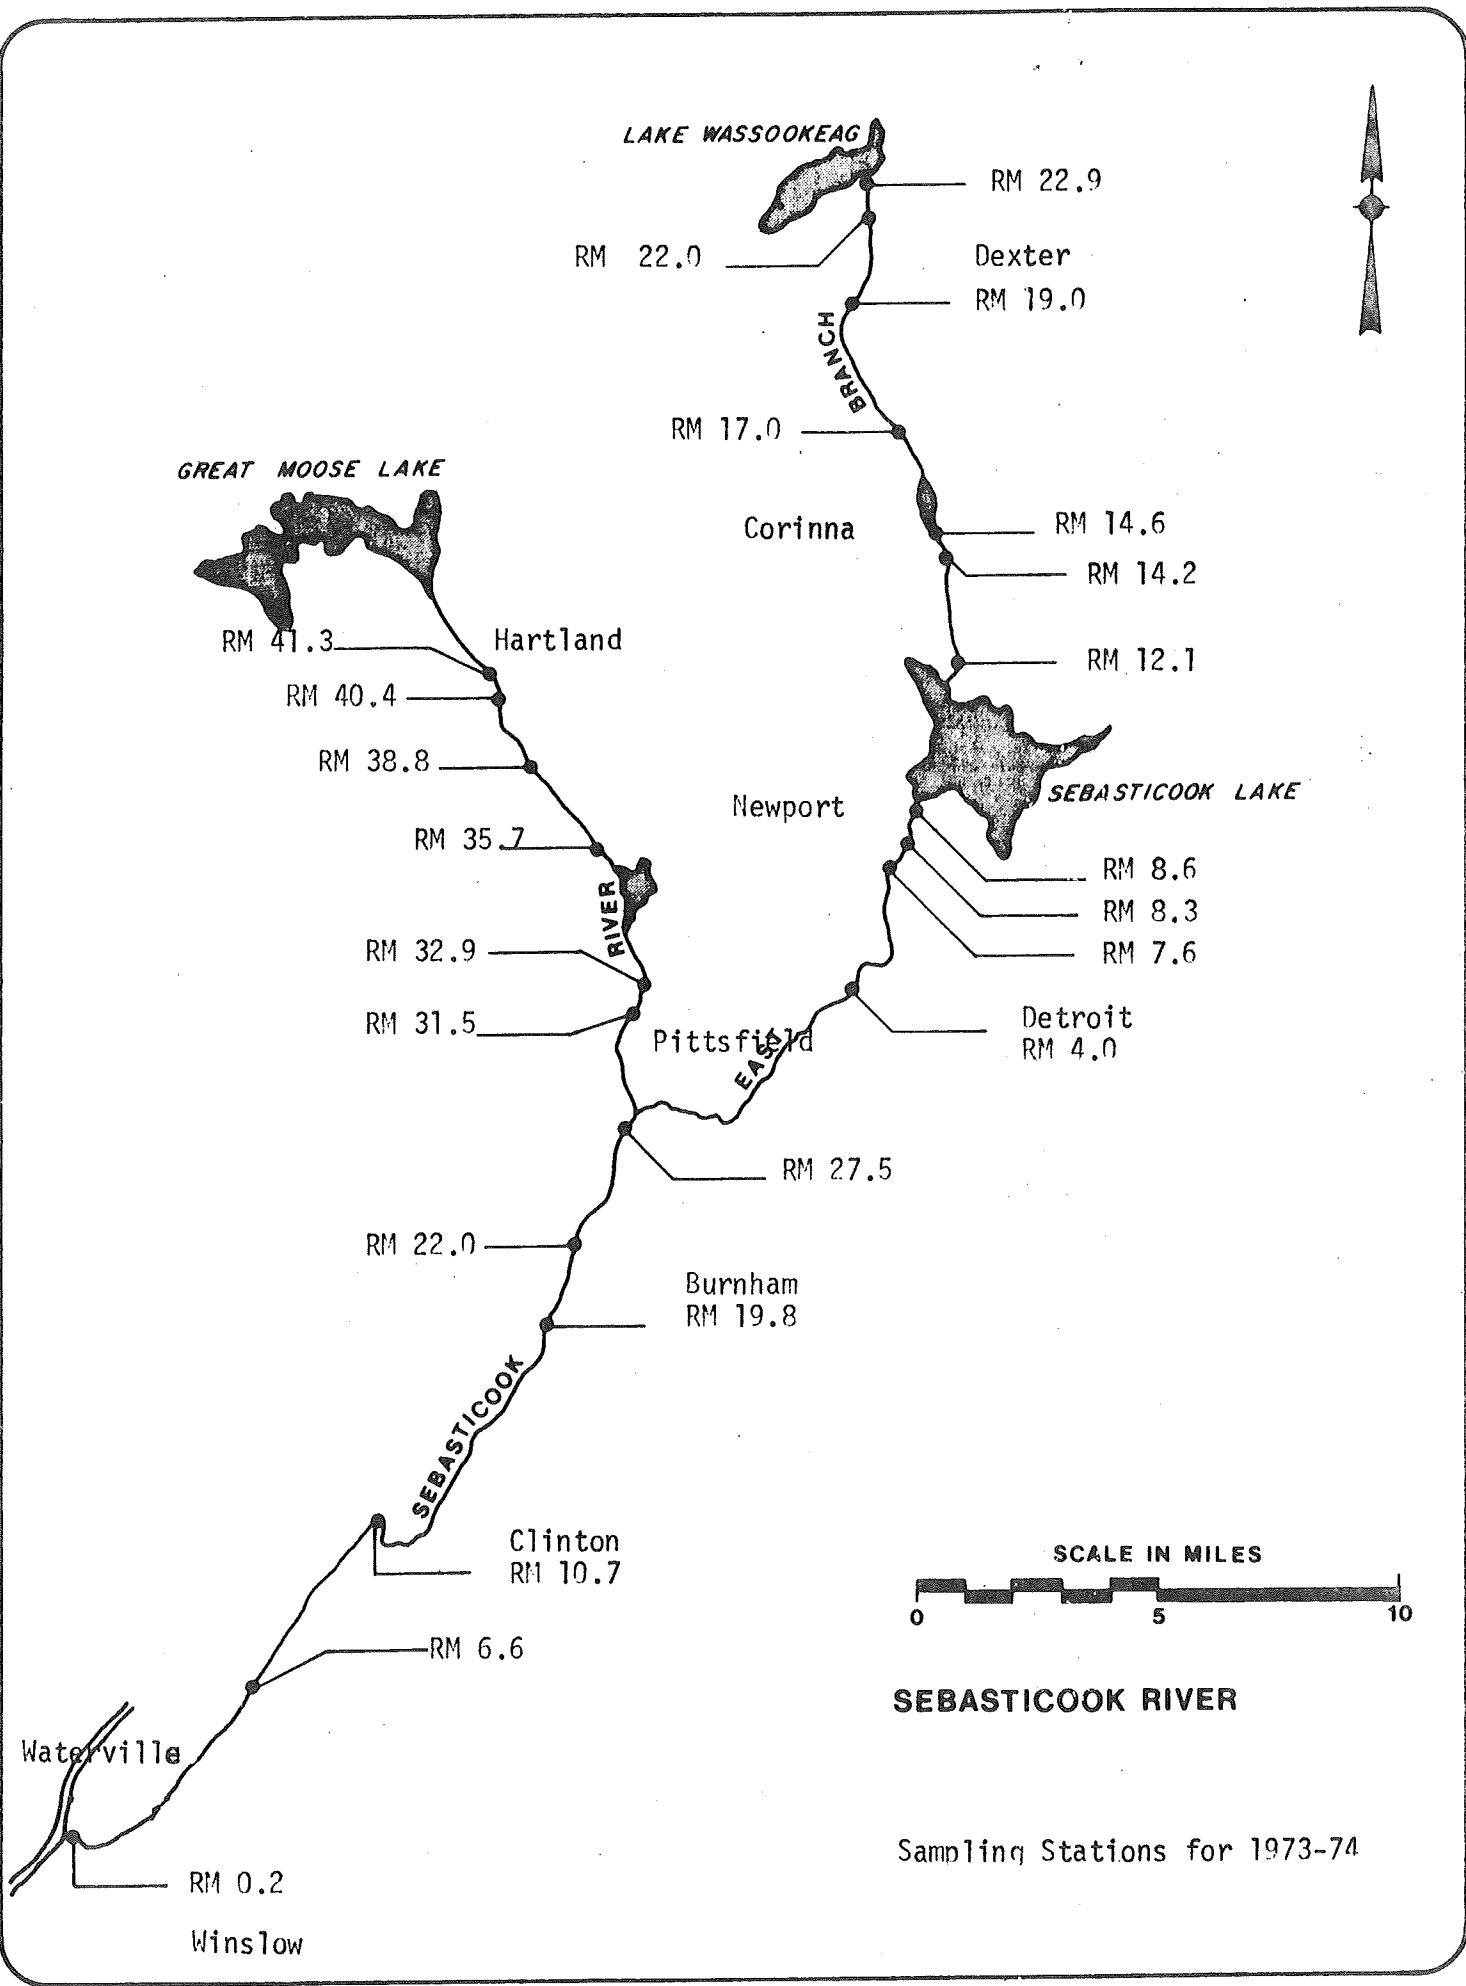 LAKE WASSOOKEAG
RM 22.9
RM 22.0
Dexter
RM 19.0
BRANCH
RM 17.0
GREAT MOOSE LAKE
Corinna
RM 14.6
RM 14.2
RM 41.3
Hartland
RM 12.1
RM 40.4
RM 38.8
SEBASTICOOK LAKE
Newport
RM 35.7
RM 8.6
RIVER
RM 8.3
RM 32.9
RM 7.6
RM 31.5
Pittsfield
Detroit
RM 4.0
EAST
RM 27.5
RM 22.0
Burnham
RM 19.8
SEBASTICOOK
Clinton
RM 10.7
SCALE IN MILES
0 5 10
RM 6.6
SEBASTICOOK RIVER
Waterville
Sampling Stations for 1973-74
RM 0.2
Winslow